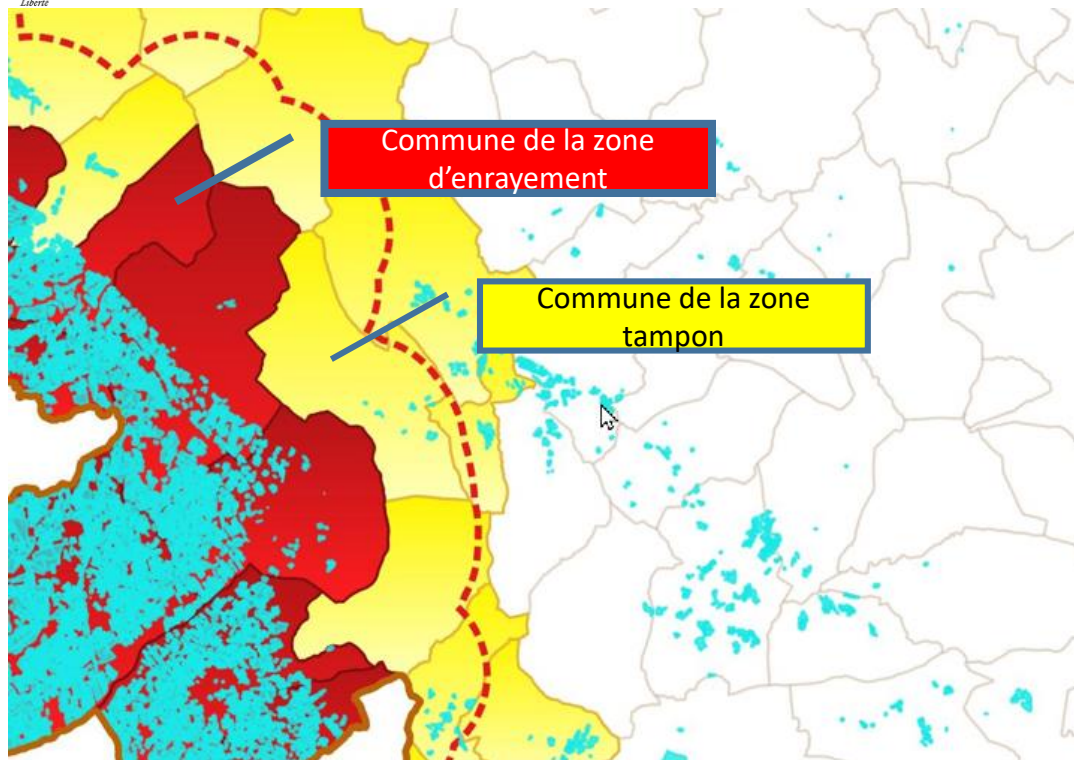 Liberté
Commune de la zone
d’enrayement
Commune de la zone
tampon